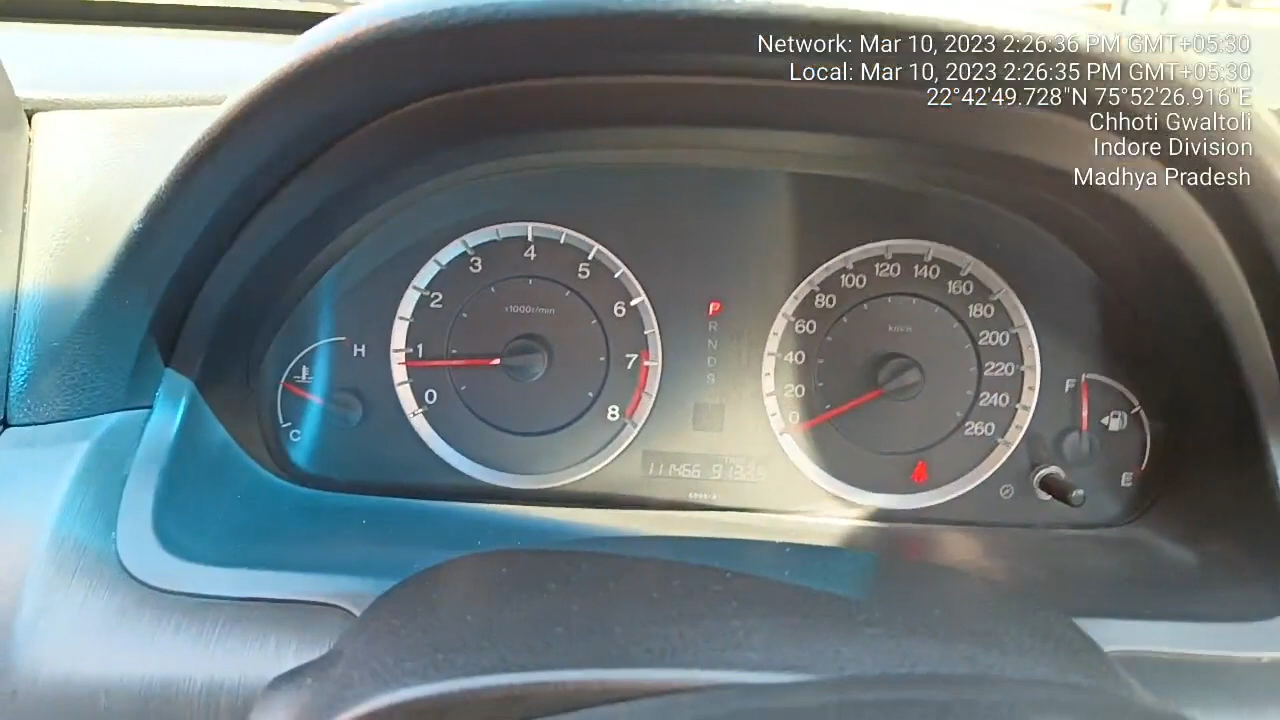 Network: Mar 10, 2023 2:26:36 PM GMT+05:30
Local: Mar 10, 2023 2:26:35 PM GMT+05:30
22°42'49.728"N 75°52'26.916"E
Chhoti Gwaltoli
Indore Division
Madhya Pradesh
0 1 2 3 4 5 6 7 8
x1000r/min
P
R
N
D
S
0 20 40 60 80 100 120 140 160 180 200 220 240 260
km/h
H
C
F
E
111466